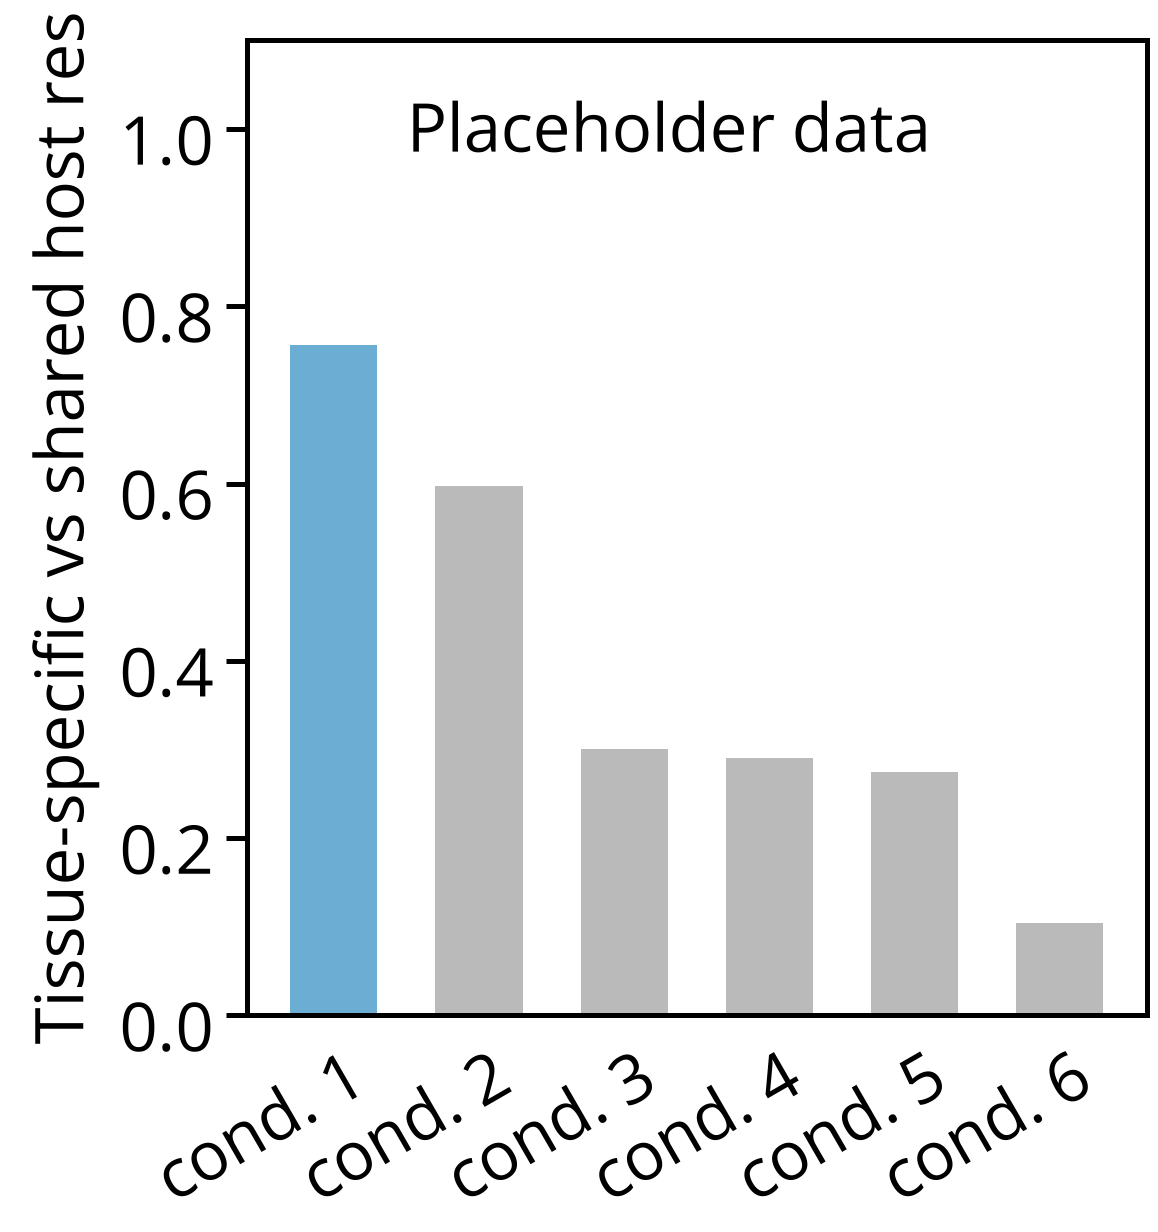 Tissue-specific vs shared host res
Placeholder data
1.0
0.8
0.6
0.4
0.2
0.0
cond. 1
cond. 2
cond. 3
cond. 4
cond. 5
cond. 6